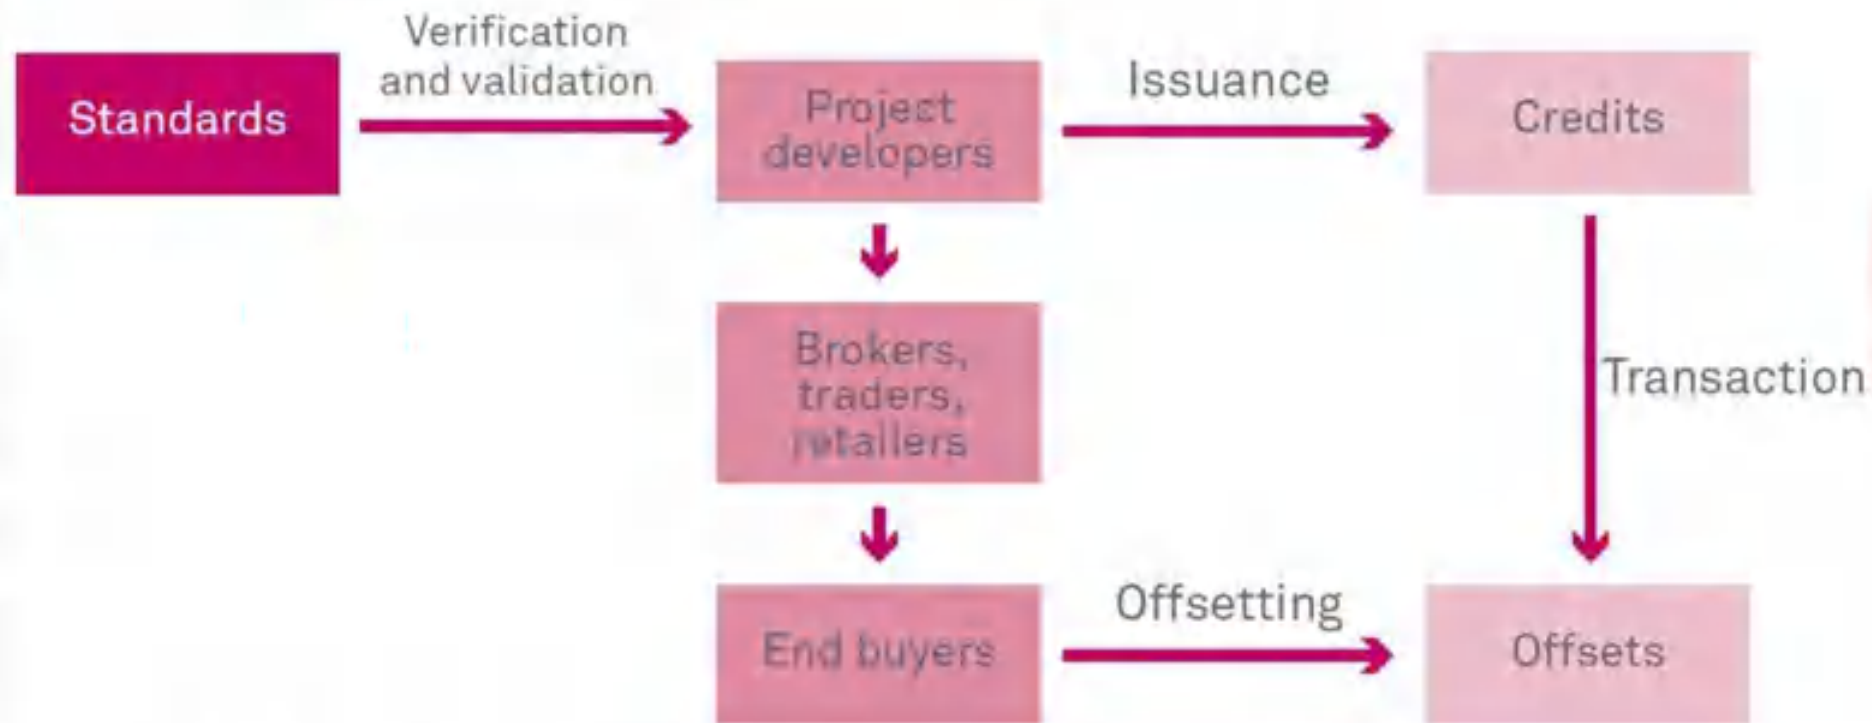 Verification
and validation
Standards
Project
developers
Issuance
Credits
Brokers,
traders,
retailers
Transaction
End buyers
Offsetting
Offsets